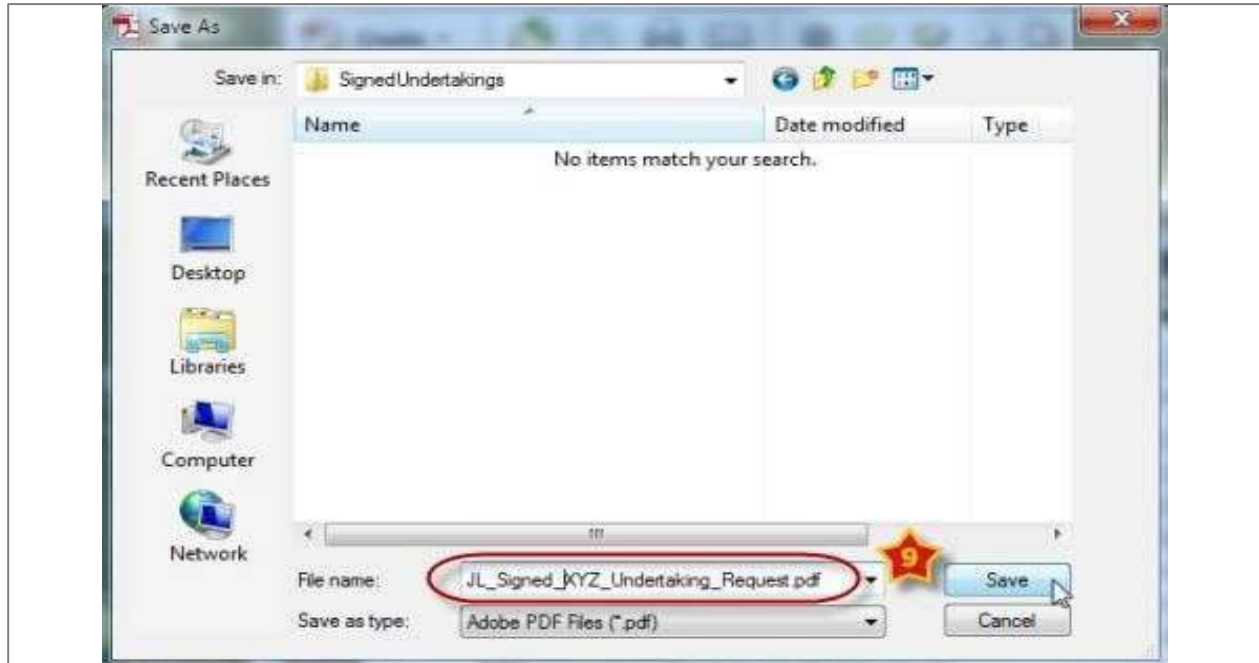 Save As
Save in: SignedUndertakings
Name Date modified Type
No items match your search.
Recent Places
Desktop
Libraries
Computer
Network
9
File name: JL_Signed_XYZ_Undertaking_Request.pdf Save
Save as type: Adobe PDF Files (*.pdf) Cancel